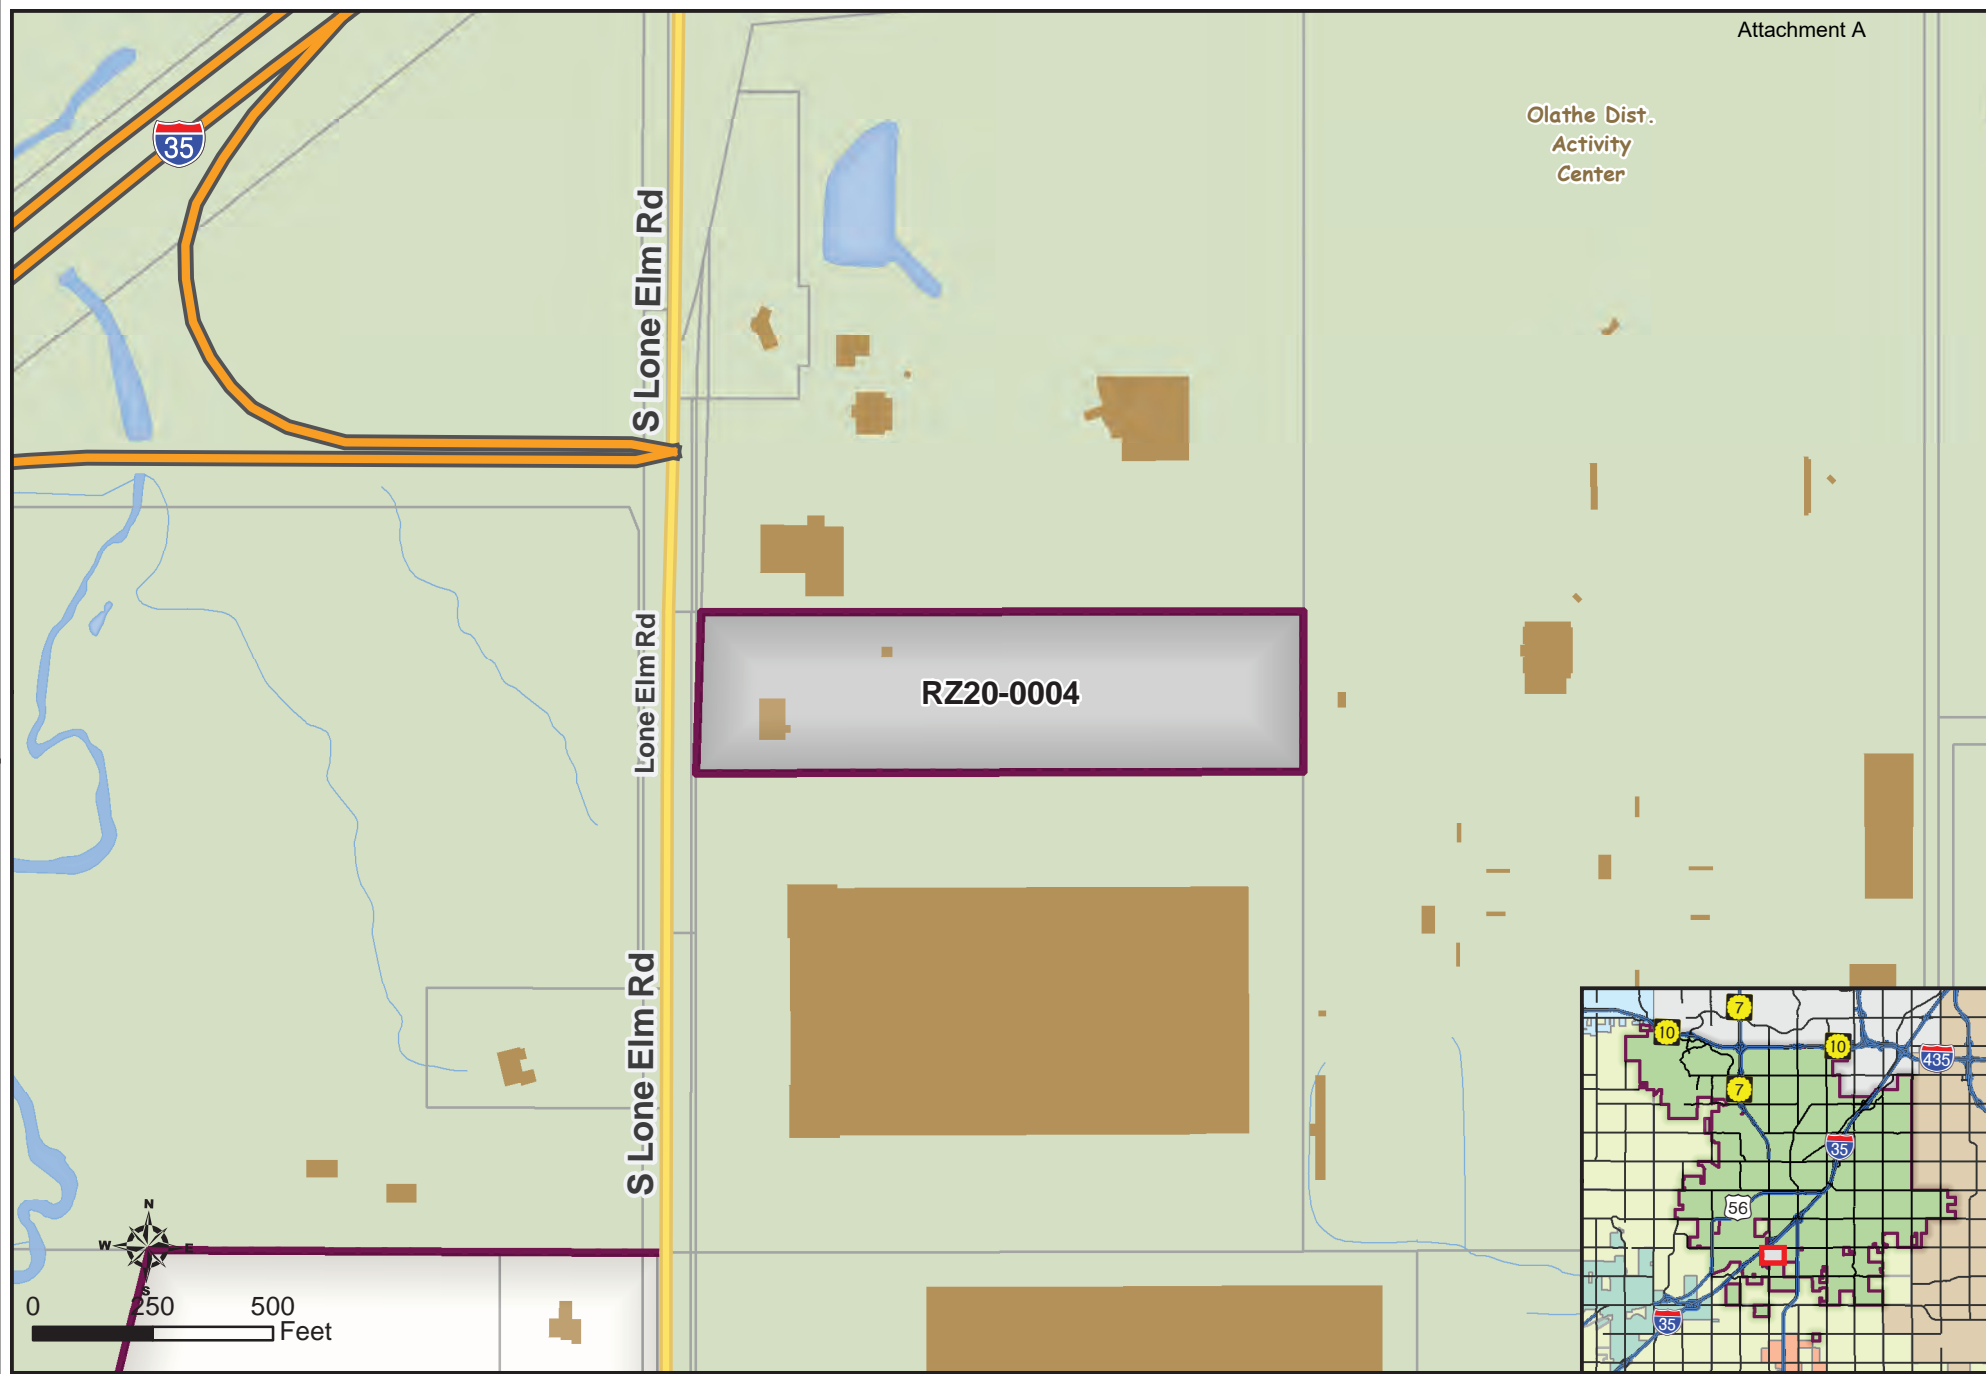 Attachment A
Olathe Dist.
Activity
Center
35
S Lone Elm Rd
Lone Elm Rd
RZ20-0004
S Lone Elm Rd
N
W
E
S
0
250
500
Feet
7
10
10
435
7
35
56
35